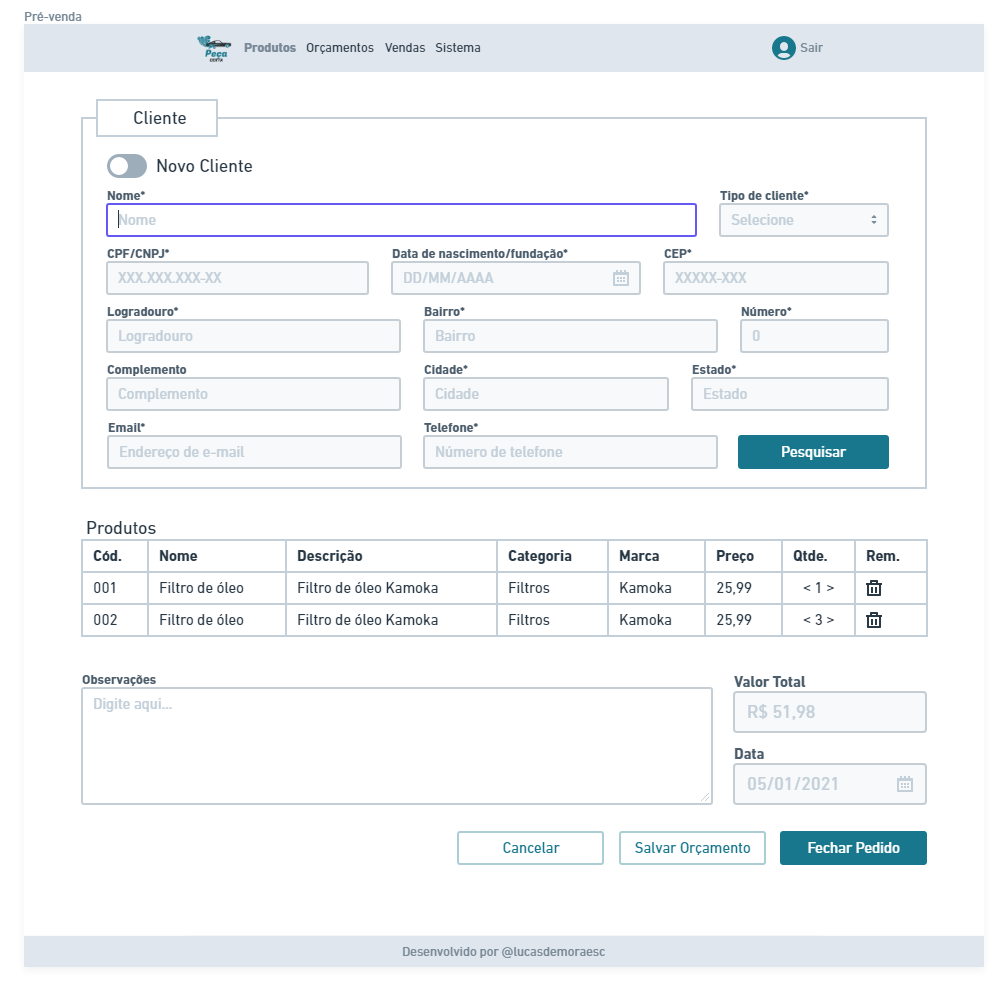 Pré-venda
Peça
certa
Produtos Orçamentos Vendas Sistema
Sair
Cliente
Novo Cliente
Nome* Tipo de cliente*
Nome Selecione
CPF/CNPJ* Data de nascimento/fundação* CEP*
XXX.XXX.XXX-XX DD/MM/AAAA XXXXX-XXX
Logradouro* Bairro* Número*
Logradouro Bairro 0
Complemento Cidade* Estado*
Complemento Cidade Estado
Email* Telefone*
Endereço de e-mail Número de telefone Pesquisar
Produtos
Cód. Nome Descrição Categoria Marca Preço Qtde. Rem.
001 Filtro de óleo Filtro de óleo Kamoka Filtros Kamoka 25,99 < 1 >
002 Filtro de óleo Filtro de óleo Kamoka Filtros Kamoka 25,99 < 3 >
Observações
Digite aqui...
Valor Total
R$ 51,98
Data
05/01/2021
Cancelar Salvar Orçamento Fechar Pedido
Desenvolvido por @lucasdemoraesc